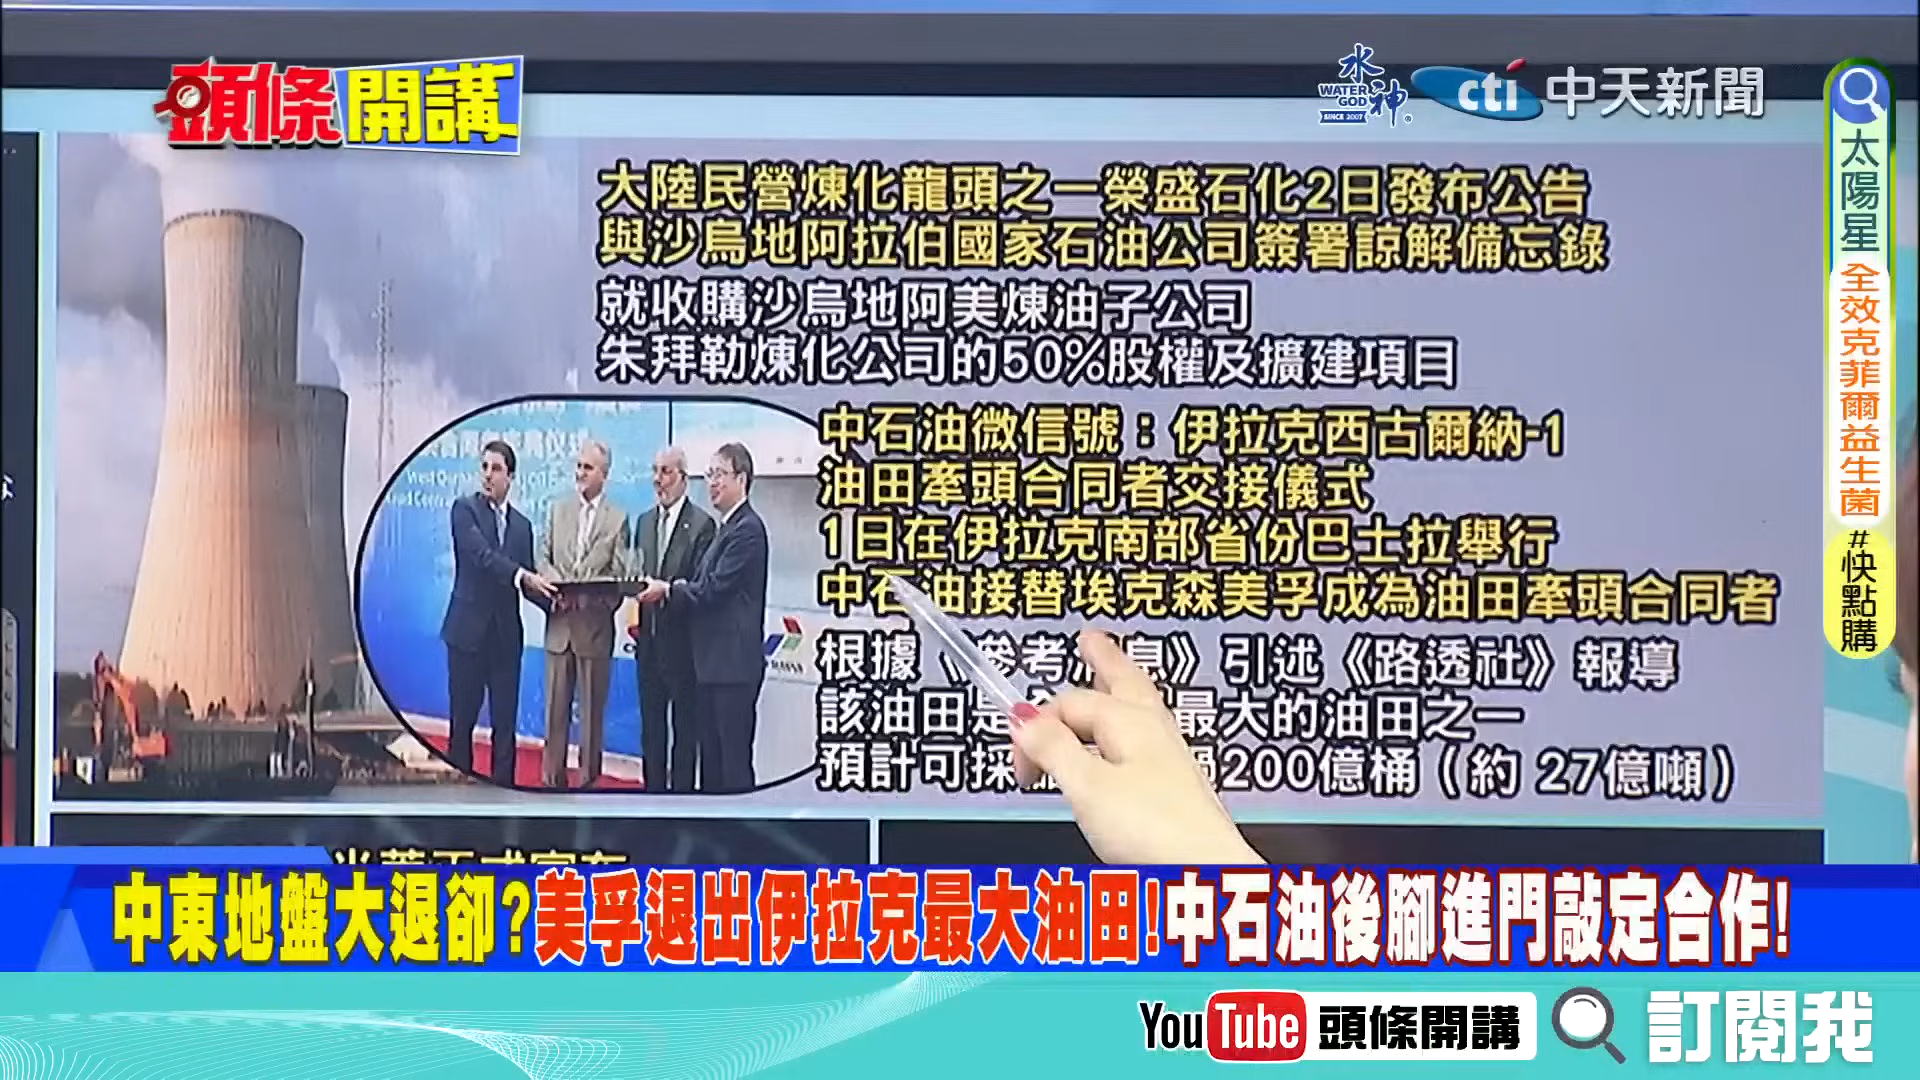 頭條開講
水神
WATER GOD
SINCE 2007
cti 中天新聞
太陽星 全效克菲爾益生菌 #快點購
大陸民營煉化龍頭之一榮盛石化2日發布公告
與沙烏地阿拉伯國家石油公司簽署諒解備忘錄
就收購沙烏地阿美煉油子公司
朱拜勒煉化公司的50%股權及擴建項目
中石油微信號：伊拉克西古爾納-1
油田牽頭合同者交接儀式
1日在伊拉克南部省份巴士拉舉行
中石油接替埃克森美孚成為油田牽頭合同者
根據《參考消息》引述《路透社》報導
該油田是 最大的油田之一
預計可採 過200億桶（約 27億噸）
中東地盤大退卻?美孚退出伊拉克最大油田!中石油後腳進門敲定合作!
YouTube 頭條開講 訂閱我